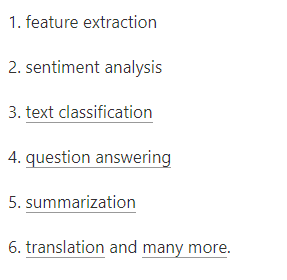 1. feature extraction
2. sentiment analysis
3. text classification
4. question answering
5. summarization
6. translation and many more.